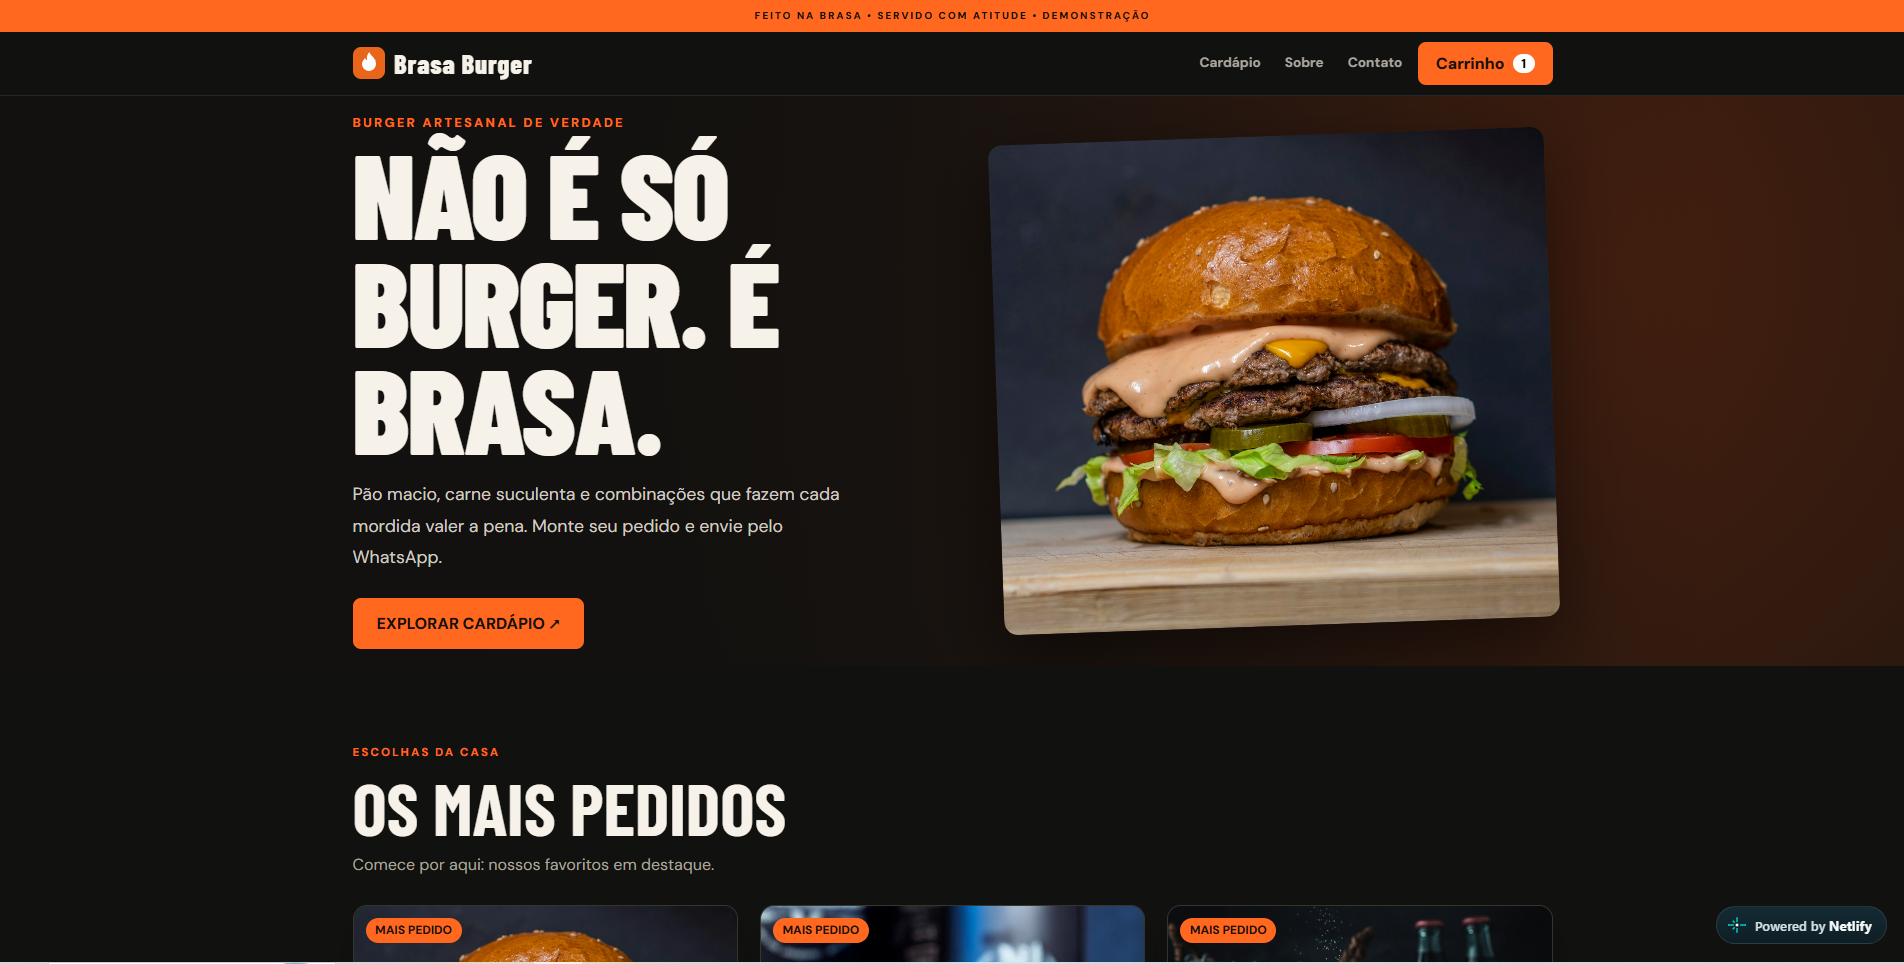 FEITO NA BRASA • SERVIDO COM ATITUDE • DEMONSTRAÇÃO
Brasa Burger
Cardápio
Sobre
Contato
Carrinho 1
BURGER ARTESANAL DE VERDADE
NÃO É SÓ
BURGER. É
BRASA.
Pão macio, carne suculenta e combinações que fazem cada
mordida valer a pena. Monte seu pedido e envie pelo
WhatsApp.
EXPLORAR CARDÁPIO ↗
ESCOLHAS DA CASA
OS MAIS PEDIDOS
Comece por aqui: nossos favoritos em destaque.
MAIS PEDIDO
MAIS PEDIDO
MAIS PEDIDO
Powered by Netlify